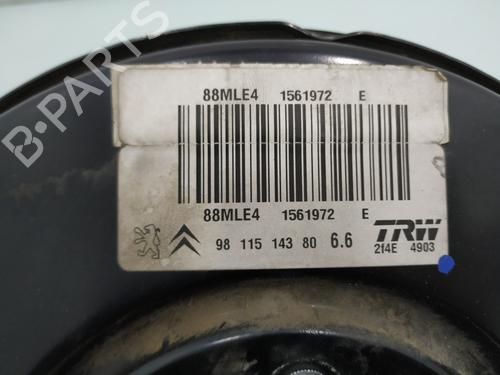 88MLE4 1561972 E
88MLE4 1561972 E
98 115 143 80 6.6
TRW
214E 4903
B-PARTS